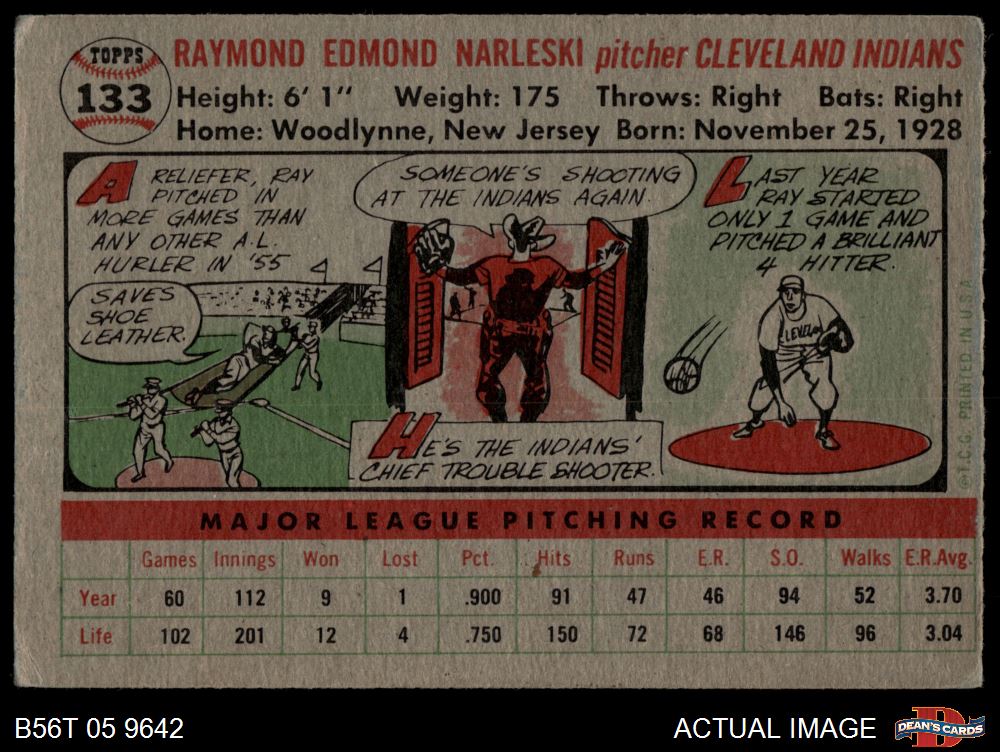 TOPPS
133
RAYMOND EDMOND NARLESKI pitcher CLEVELAND INDIANS
Height: 6' 1" Weight: 175 Throws: Right Bats: Right
Home: Woodlynne, New Jersey Born: November 25, 1928
A RELIEFER, RAY
PITCHED IN
MORE GAMES THAN
ANY OTHER A.L.
HURLER IN '55
SAVES
SHOE
LEATHER.
SOMEONE'S SHOOTING
AT THE INDIANS AGAIN.
HE'S THE INDIANS'
CHIEF TROUBLE SHOOTER.
LAST YEAR
RAY STARTED
ONLY 1 GAME AND
PITCHED A BRILLIANT
4 HITTER.
CLEVEL
©T.C.G. PRINTED IN U.S.A.
MAJOR LEAGUE PITCHING RECORD
Games Innings Won Lost Pct. Hits Runs E.R. S.O. Walks E.R.Avg.
Year 60 112 9 1 .900 91 47 46 94 52 3.70
Life 102 201 12 4 .750 150 72 68 146 96 3.04
B56T 05 9642
ACTUAL IMAGE
DEAN'S CARDS